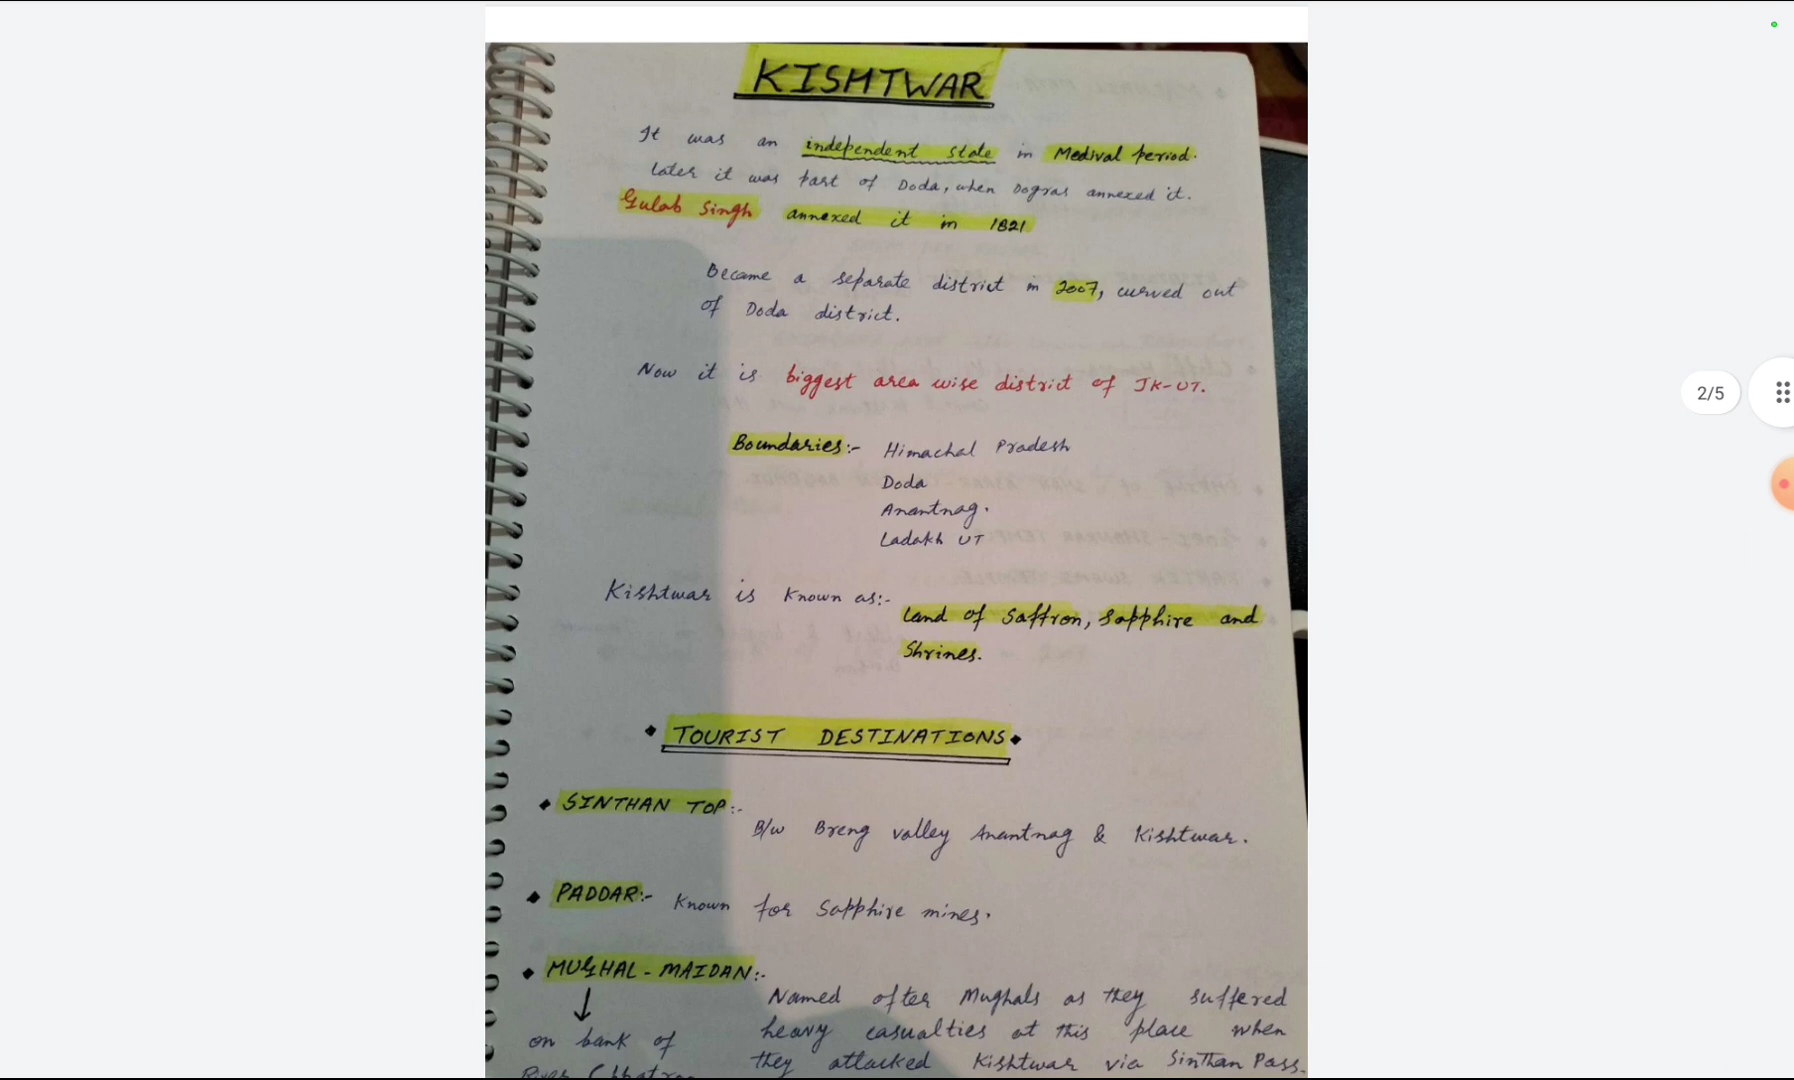 KISHTWAR
It was an independent state in Medival period.
Later it was part of Doda, when Dogras annexed it.
Gulab Singh annexed it in 1821
Became a separate district in 2007, curved out
of Doda district.
Now it is biggest area wise district of JK-UT.
Boundaries:- Himachal Pradesh
Doda
Anantnag.
Ladakh UT
Kishtwar is known as:-
Land of Saffron, Sapphire and
Shrines.
• TOURIST DESTINATIONS •
• SINTHAN TOP:-
B/w Breng valley Anantnag & Kishtwar.
• PADDAR:- Known for Sapphire mines.
• MUGHAL-MAIDAN:-
↓
Named after Mughals as they suffered
heavy casualties at this place when
they attacked Kishtwar via Sinthan Pass.
on bank of
River
2/5